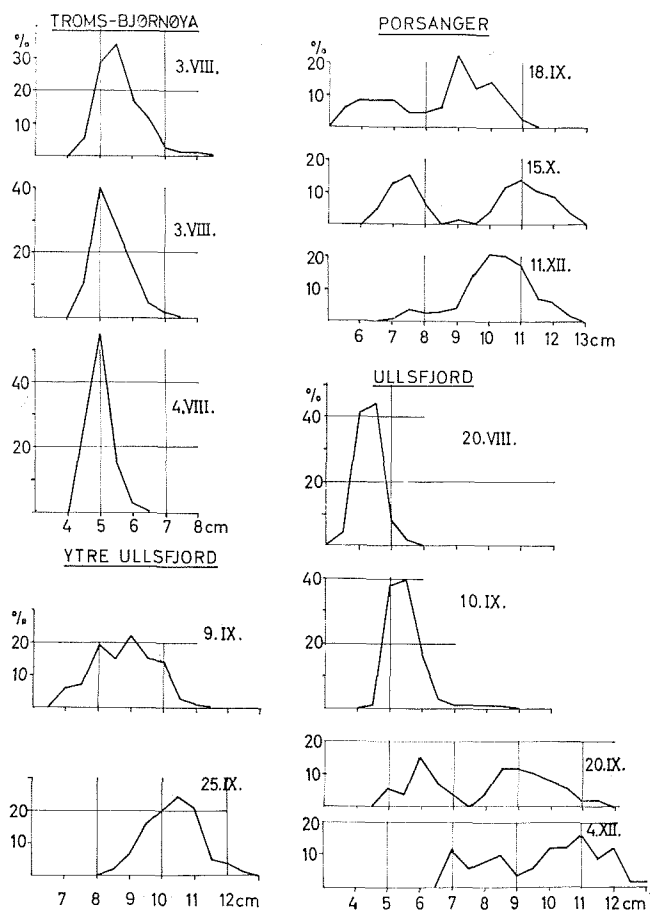 TROMS-BJØRNØYA
%
30
20
10
3.VIII.
40
20
3.VIII.
40
20
4.VIII.
4 5 6 7 8cm
YTRE ULLSFJORD
%
20
10
9.IX.
20
10
25.IX.
7 8 9 10 11 12cm
PORSANGER
%
20
10
18.IX.
20
10
15.X.
20
10
11.XII.
6 7 8 9 10 11 12 13cm
ULLSFJORD
%
40
20
20.VIII.
40
20
10.IX.
20
10
20.IX.
20
10
4.XII.
4 5 6 7 8 9 10 11 12 13cm